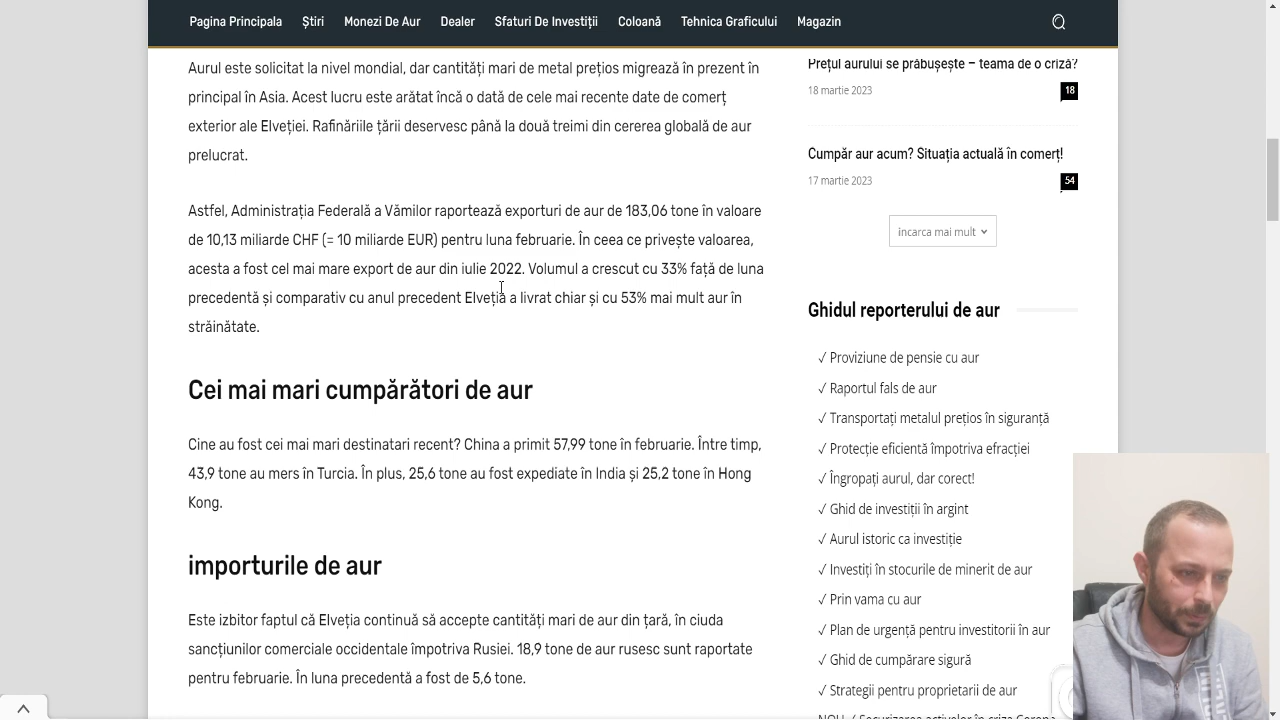 Pagina Principala Știri Monezi De Aur Dealer Sfaturi De Investiții Coloană Tehnica Graficului Magazin
Aurul este solicitat la nivel mondial, dar cantități mari de metal prețios migrează în prezent în
principal în Asia. Acest lucru este arătat încă o dată de cele mai recente date de comerț
exterior ale Elveției. Rafinăriile țării deservesc până la două treimi din cererea globală de aur
prelucrat.
Astfel, Administrația Federală a Vămilor raportează exporturi de aur de 183,06 tone în valoare
de 10,13 miliarde CHF (= 10 miliarde EUR) pentru luna februarie. În ceea ce privește valoarea,
acesta a fost cel mai mare export de aur din iulie 2022. Volumul a crescut cu 33% față de luna
precedentă și comparativ cu anul precedent Elveția a livrat chiar și cu 53% mai mult aur în
străinătate.
Cei mai mari cumpărători de aur
Cine au fost cei mai mari destinatari recent? China a primit 57,99 tone în februarie. Între timp,
43,9 tone au mers în Turcia. În plus, 25,6 tone au fost expediate în India și 25,2 tone în Hong
Kong.
importurile de aur
Este izbitor faptul că Elveția continuă să accepte cantități mari de aur din țară, în ciuda
sancțiunilor comerciale occidentale împotriva Rusiei. 18,9 tone de aur rusesc sunt raportate
pentru februarie. În luna precedentă a fost de 5,6 tone.
Prețul aurului se prăbușește – teama de o criză?
18 martie 2023 18
Cumpăr aur acum? Situația actuală în comerț!
17 martie 2023 54
incarca mai mult
Ghidul reporterului de aur
✓ Proviziune de pensie cu aur
✓ Raportul fals de aur
✓ Transportați metalul prețios în siguranță
✓ Protecție eficientă împotriva efracției
✓ Îngropați aurul, dar corect!
✓ Ghid de investiții în argint
✓ Aurul istoric ca investiție
✓ Investiți în stocurile de minerit de aur
✓ Prin vama cu aur
✓ Plan de urgență pentru investitorii în aur
✓ Ghid de cumpărare sigură
✓ Strategii pentru proprietarii de aur